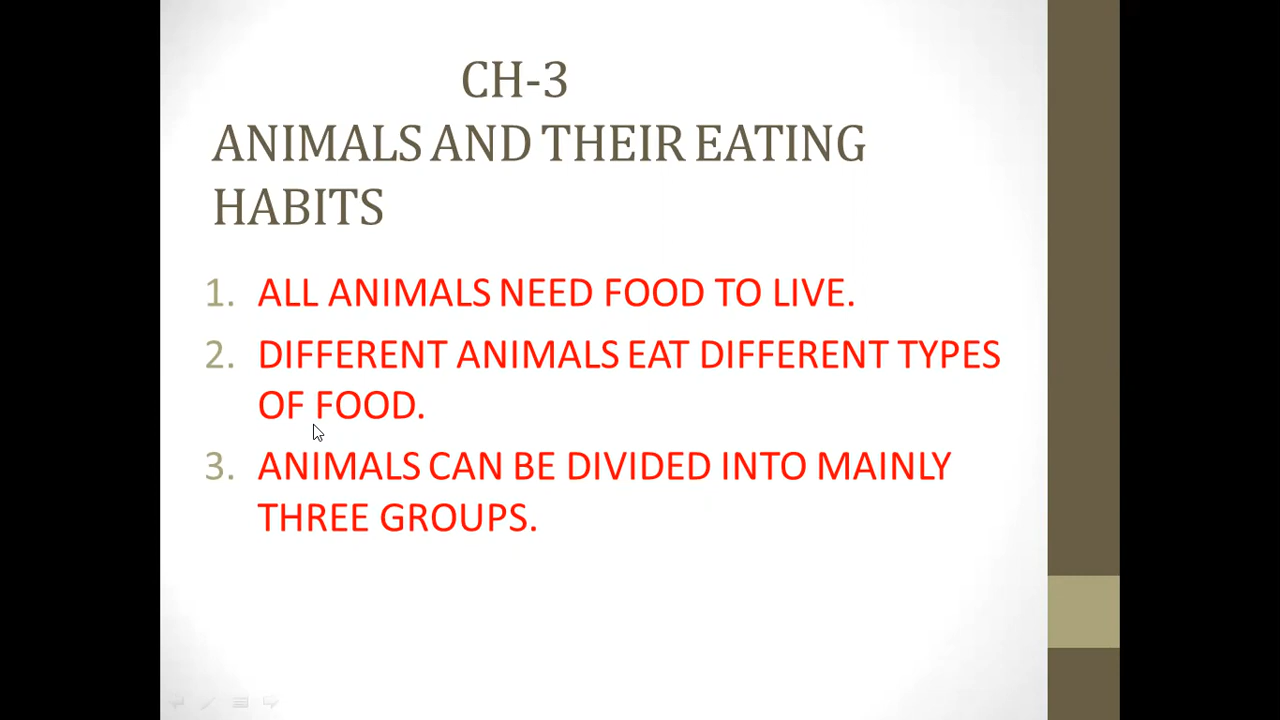 CH-3
ANIMALS AND THEIR EATING
HABITS
1. ALL ANIMALS NEED FOOD TO LIVE.
2. DIFFERENT ANIMALS EAT DIFFERENT TYPES
OF FOOD.
3. ANIMALS CAN BE DIVIDED INTO MAINLY
THREE GROUPS.